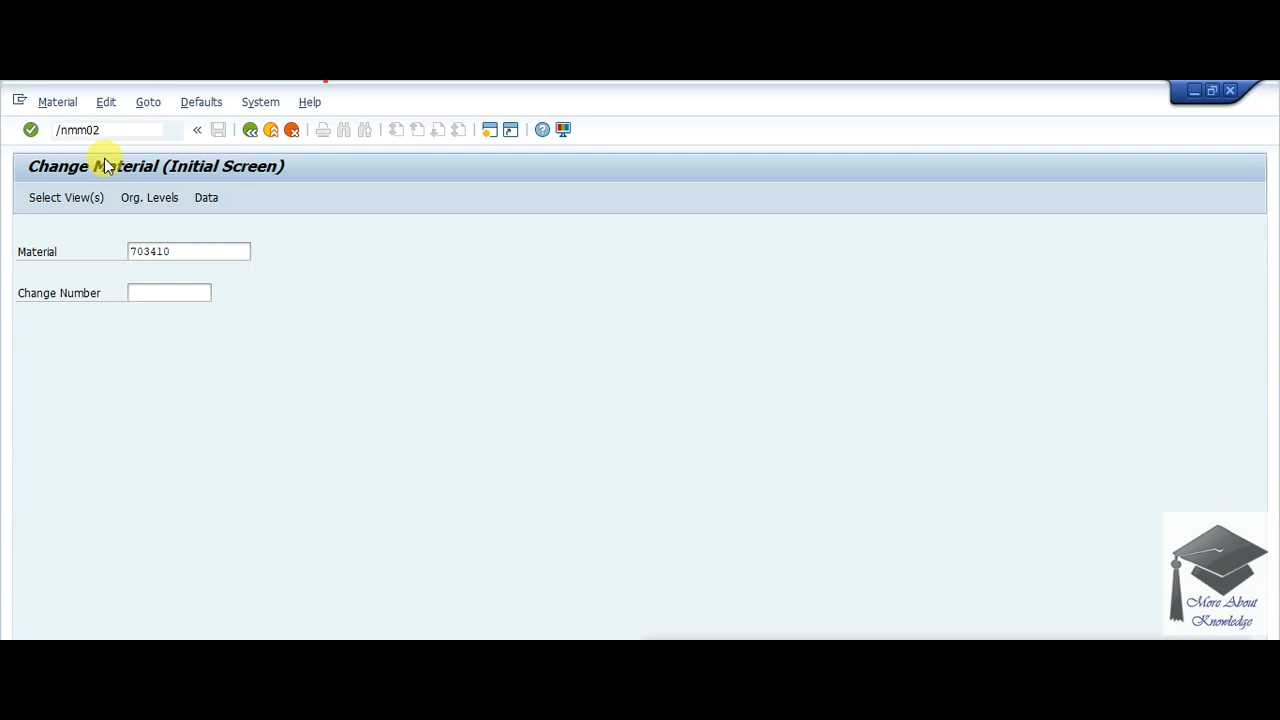 Material Edit Goto Defaults System Help
/nmm02
Change Material (Initial Screen)
Select View(s) Org. Levels Data
Material 703410
Change Number
More About
Knowledge